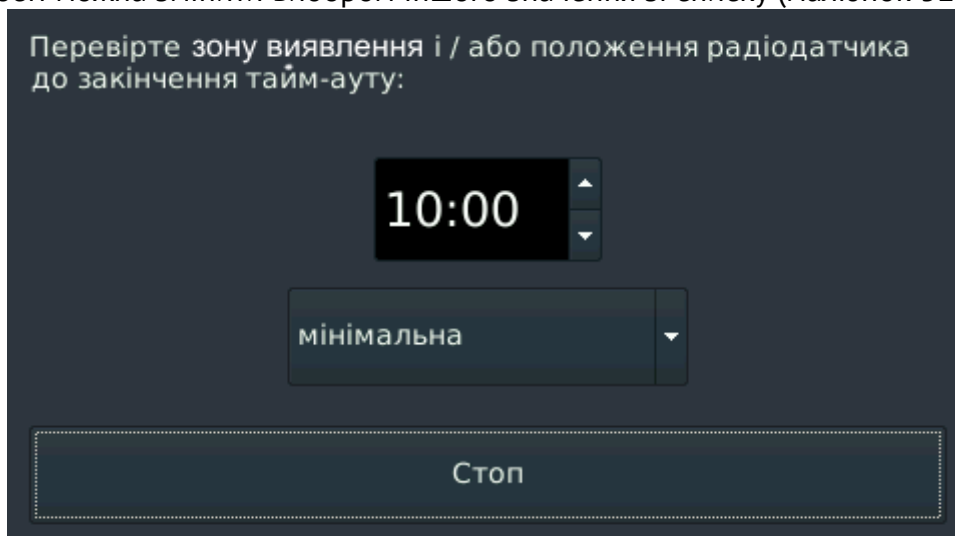 Перевірте зону виявлення і / або положення радіодатчика
до закінчення тайм-ауту:
10:00
мінімальна
Стоп